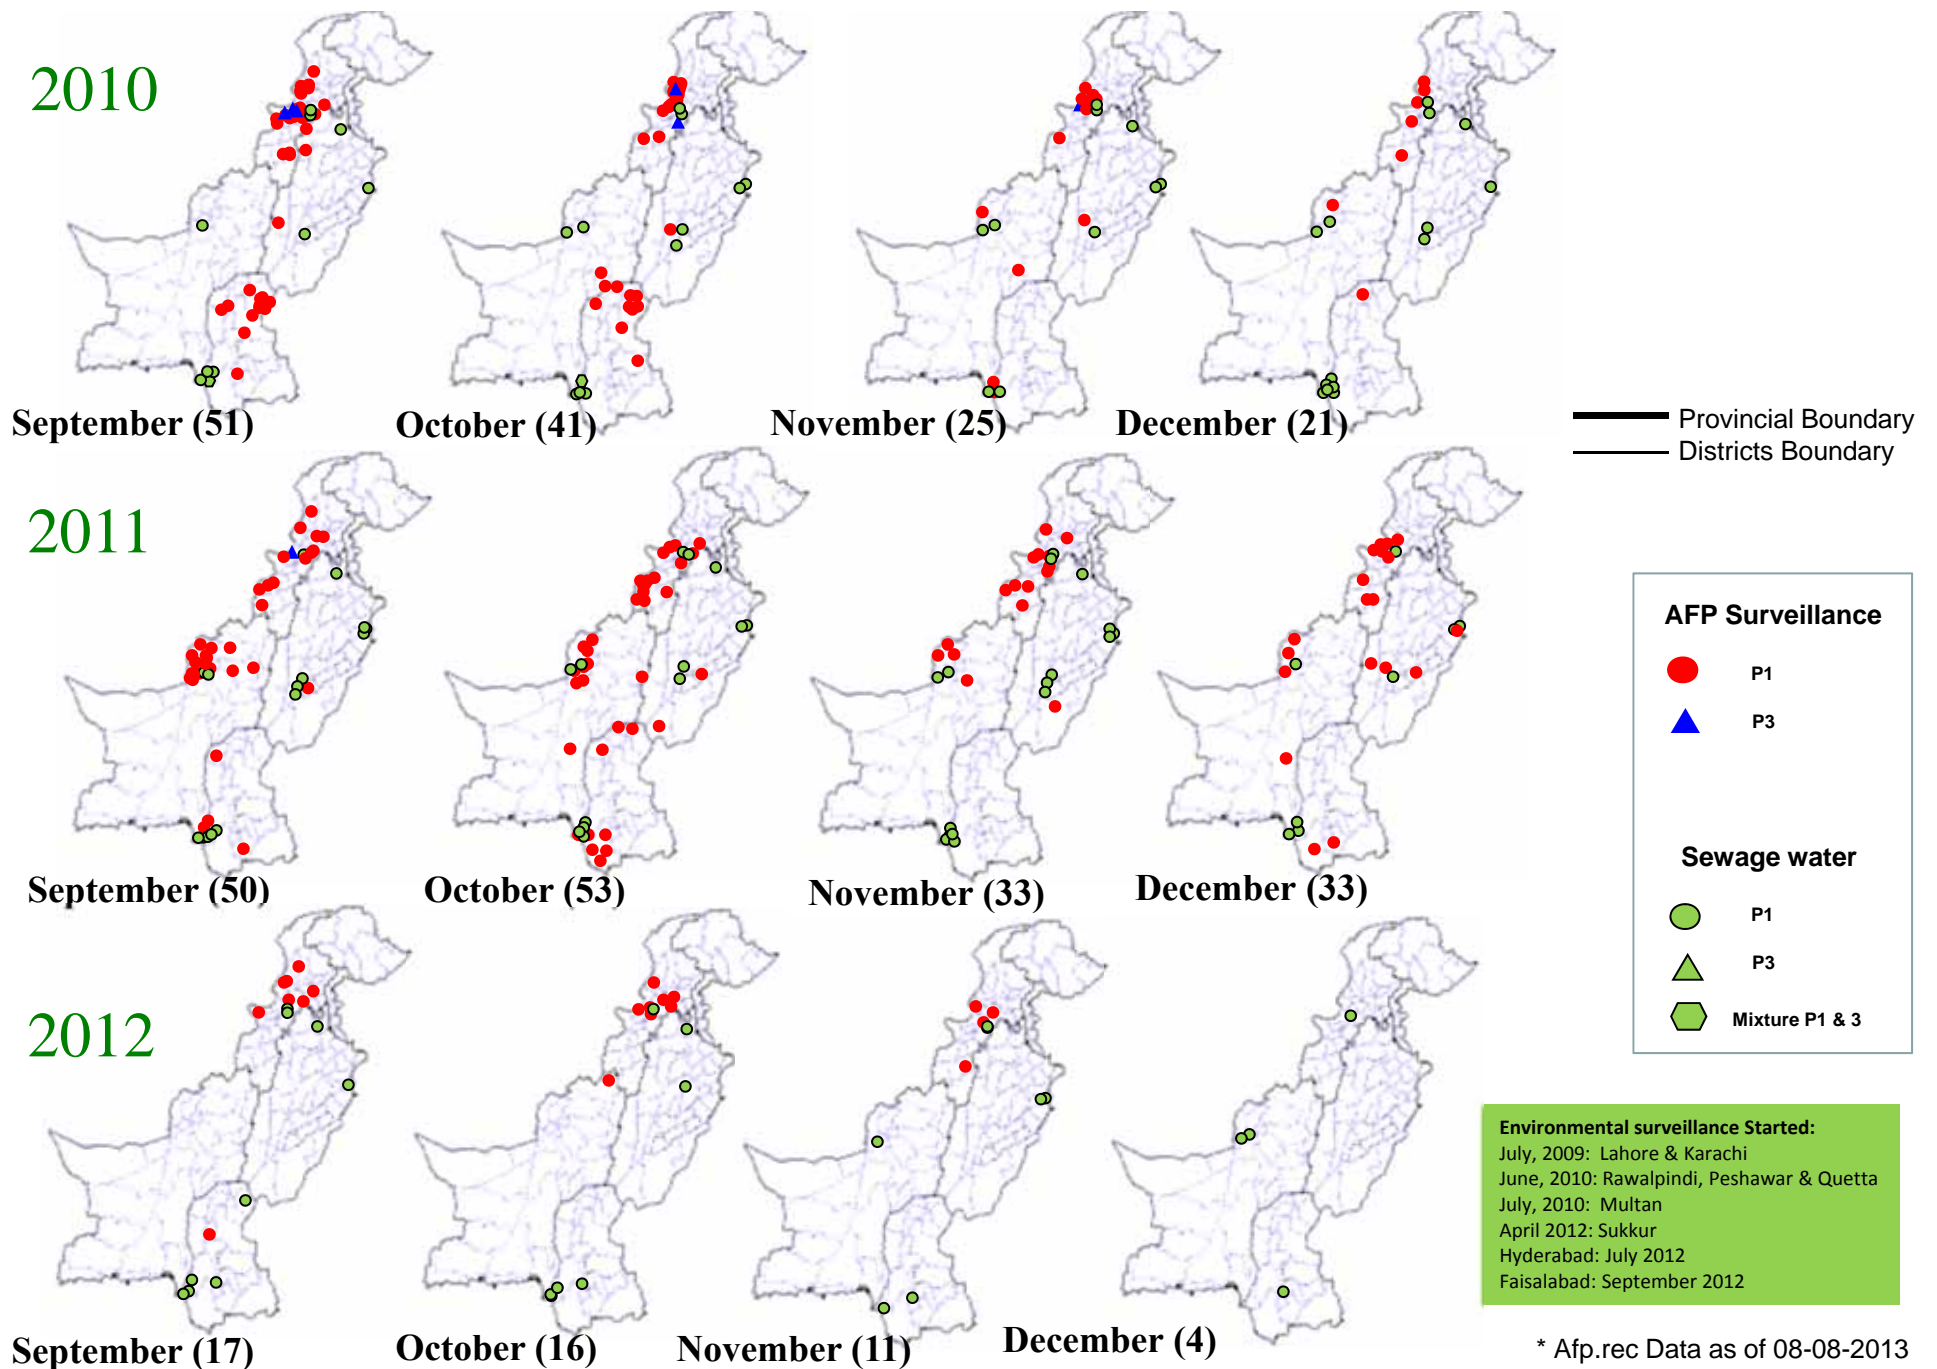 2010
September (51)
October (41)
November (25)
December (21)
Provincial Boundary
Districts Boundary
2011
September (50)
October (53)
November (33)
December (33)
AFP Surveillance
P1
P3
Sewage water
P1
P3
Mixture P1 & 3
2012
September (17)
October (16)
November (11)
December (4)
Environmental surveillance Started:
July, 2009:  Lahore & Karachi
June, 2010: Rawalpindi, Peshawar & Quetta
July, 2010:  Multan
April 2012: Sukkur
Hyderabad: July 2012
Faisalabad: September 2012
* Afp.rec Data as of 08-08-2013